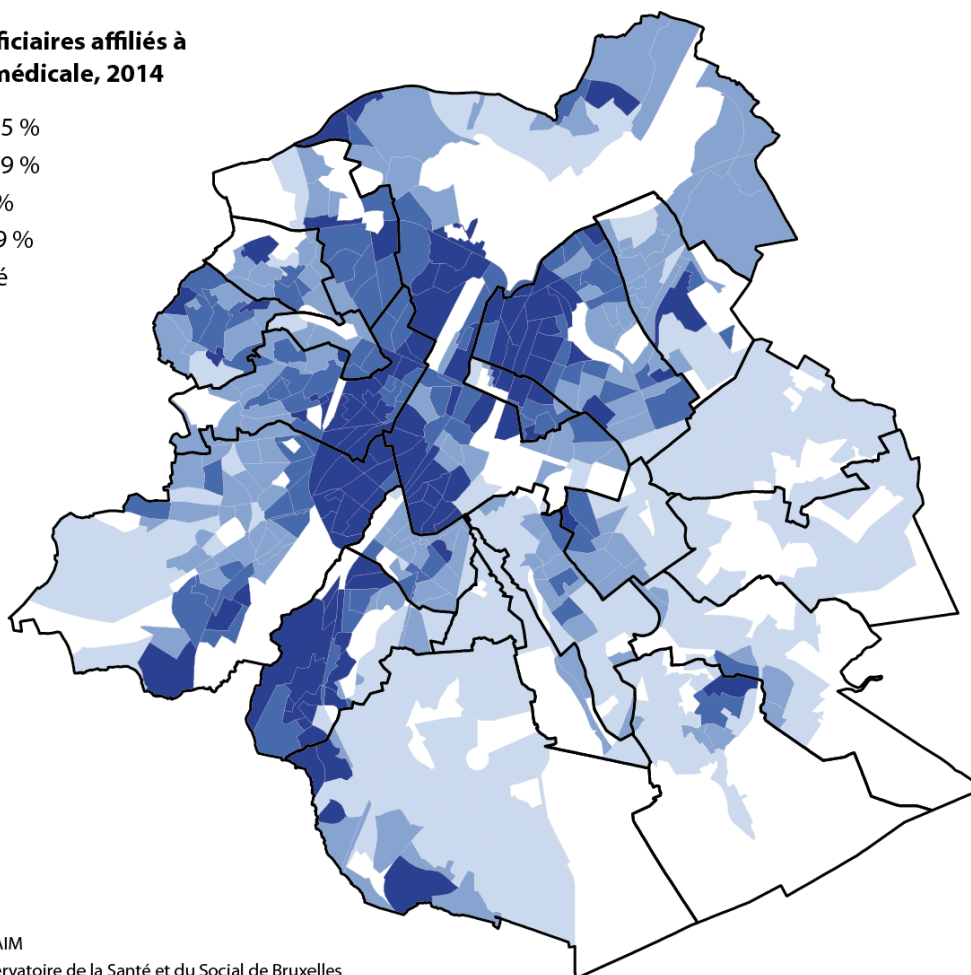 ficiaires affiliés à
médicale, 2014
5 %
9 %
%
9 %
é
AIM
ervatoire de la Santé et du Social de Bruxelles